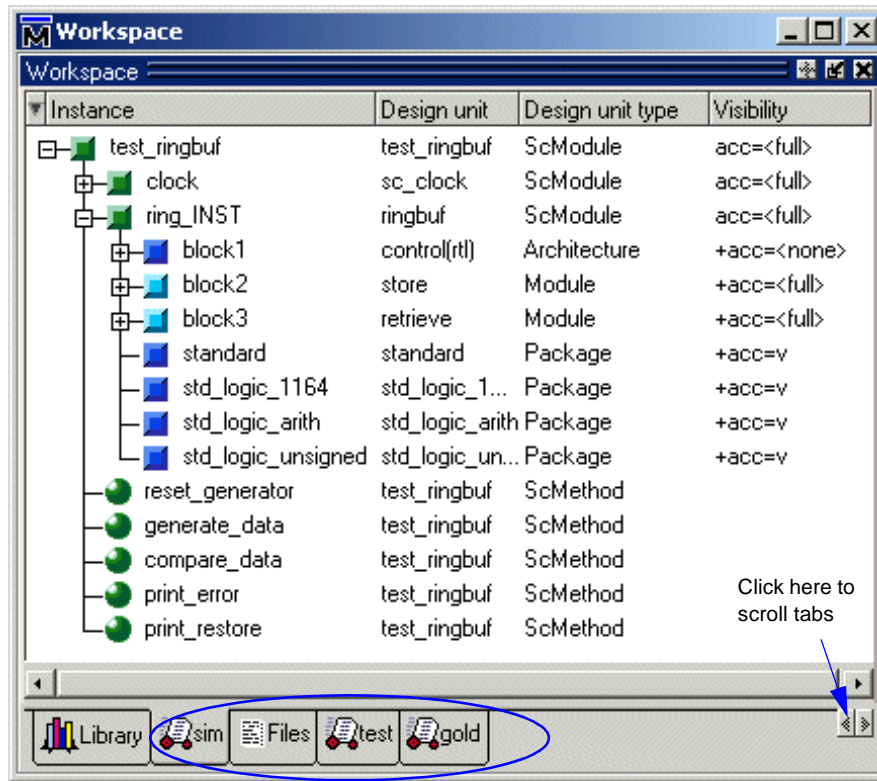 Workspace
Workspace
Instance Design unit Design unit type Visibility
test_ringbuf test_ringbuf ScModule acc=<full>
clock sc_clock ScModule acc=<full>
ring_INST ringbuf ScModule acc=<full>
block1 control(rtl) Architecture +acc=<none>
block2 store Module +acc=<full>
block3 retrieve Module +acc=<full>
standard standard Package +acc=v
std_logic_1164 std_logic_1... Package +acc=v
std_logic_arith std_logic_arith Package +acc=v
std_logic_unsigned std_logic_un... Package +acc=v
reset_generator test_ringbuf ScMethod
generate_data test_ringbuf ScMethod
compare_data test_ringbuf ScMethod
print_error test_ringbuf ScMethod
print_restore test_ringbuf ScMethod
Click here to
scroll tabs
Library sim Files test gold